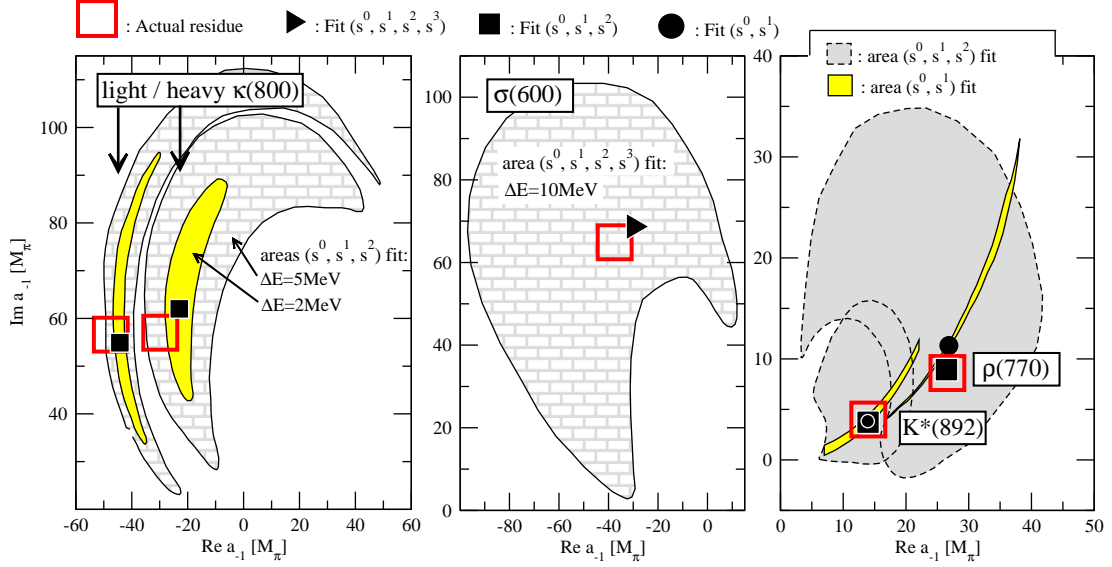 : Actual residue
: Fit (s⁰, s¹, s², s³)
: Fit (s⁰, s¹, s²)
: Fit (s⁰, s¹)
light / heavy κ(800)
areas (s⁰, s¹, s²) fit:
ΔE=5MeV
ΔE=2MeV
Im a₋₁ [M_π]
100
80
60
40
-60
-40
-20
0
20
40
60
Re a₋₁ [M_π]
σ(600)
area (s⁰, s¹, s², s³) fit:
ΔE=10MeV
100
80
60
40
20
0
-80
-60
-40
-20
0
Re a₋₁ [M_π]
: area (s⁰, s¹, s²) fit
: area (s⁰, s¹) fit
ρ(770)
K*(892)
40
30
20
10
0
0
10
20
30
40
50
Re a₋₁ [M_π]